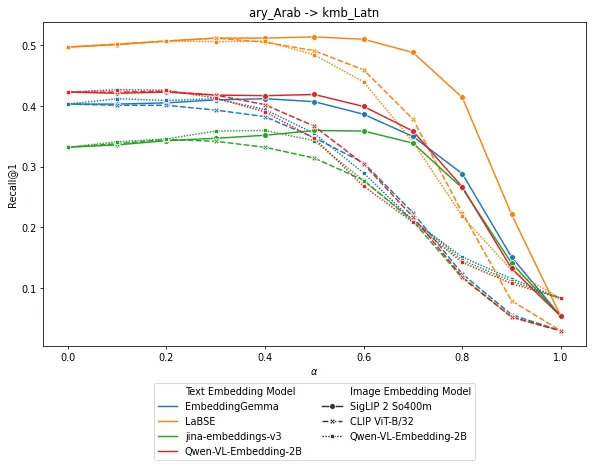 ary_Arab -> kmb_Latn
Recall@1
0.5
0.4
0.3
0.2
0.1
0.0 0.2 0.4 0.6 0.8 1.0
α
Text Embedding Model Image Embedding Model
EmbeddingGemma SigLIP 2 So400m
LaBSE CLIP ViT-B/32
jina-embeddings-v3 Qwen-VL-Embedding-2B
Qwen-VL-Embedding-2B